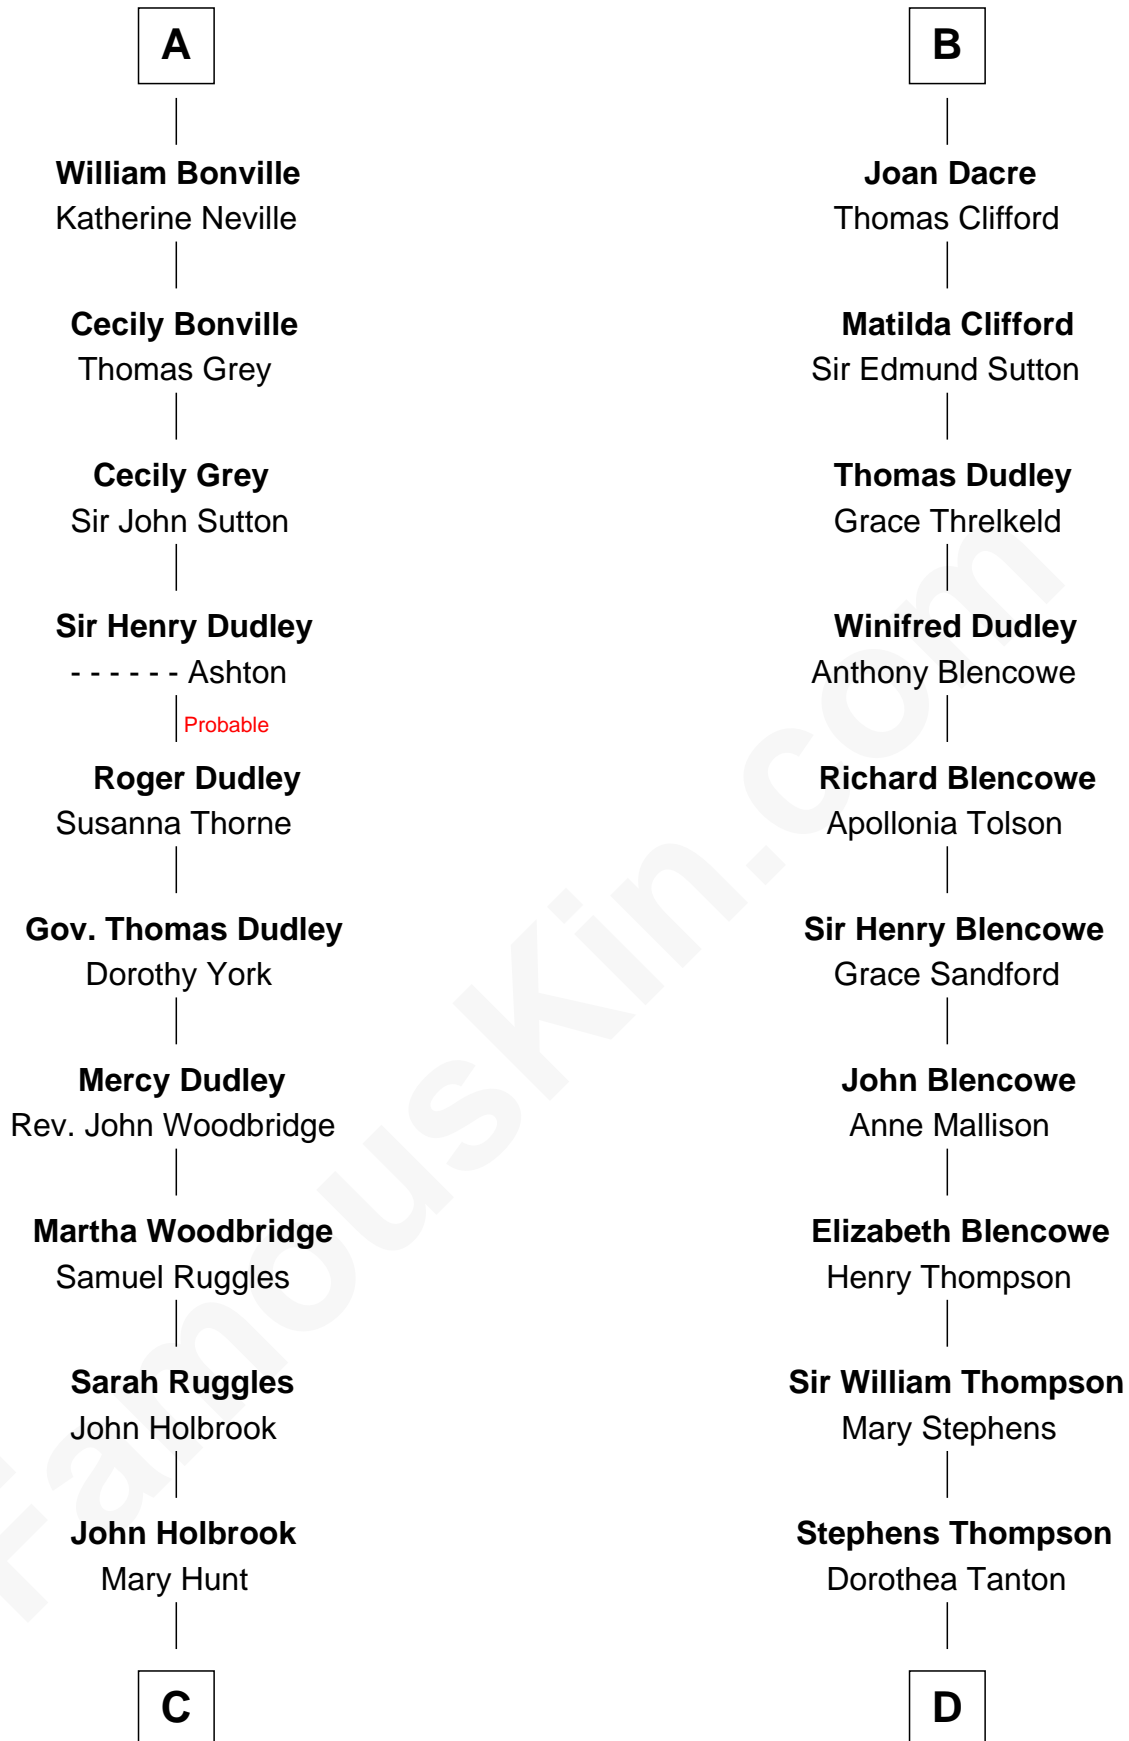 A
William Bonville
Katherine Neville
Cecily Bonville
Thomas Grey
Cecily Grey
Sir John Sutton
Sir Henry Dudley
- - - - - - Ashton
Probable
Roger Dudley
Susanna Thorne
Gov. Thomas Dudley
Dorothy York
Mercy Dudley
Rev. John Woodbridge
Martha Woodbridge
Samuel Ruggles
Sarah Ruggles
John Holbrook
John Holbrook
Mary Hunt
C
B
Joan Dacre
Thomas Clifford
Matilda Clifford
Sir Edmund Sutton
Thomas Dudley
Grace Threlkeld
Winifred Dudley
Anthony Blencowe
Richard Blencowe
Apollonia Tolson
Sir Henry Blencowe
Grace Sandford
John Blencowe
Anne Mallison
Elizabeth Blencowe
Henry Thompson
Sir William Thompson
Mary Stephens
Stephens Thompson
Dorothea Tanton
D
FamousKin.com